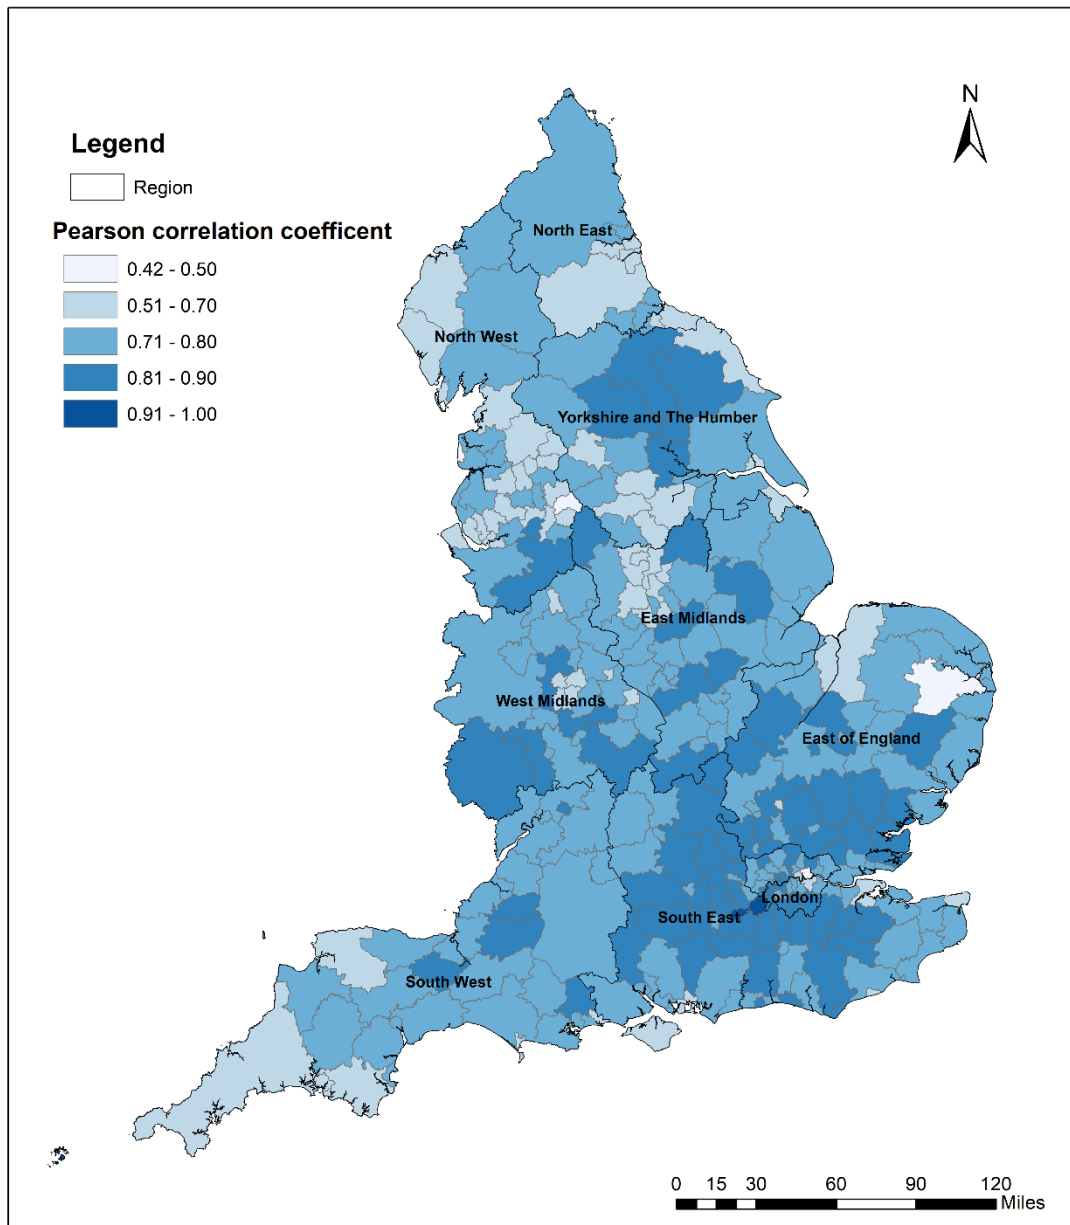 N
Legend
Region
Pearson correlation coefficent
0.42 - 0.50
0.51 - 0.70
0.71 - 0.80
0.81 - 0.90
0.91 - 1.00
North East
North West
Yorkshire and The Humber
East Midlands
West Midlands
East of England
London
South East
South West
0 15 30 60 90 120
Miles